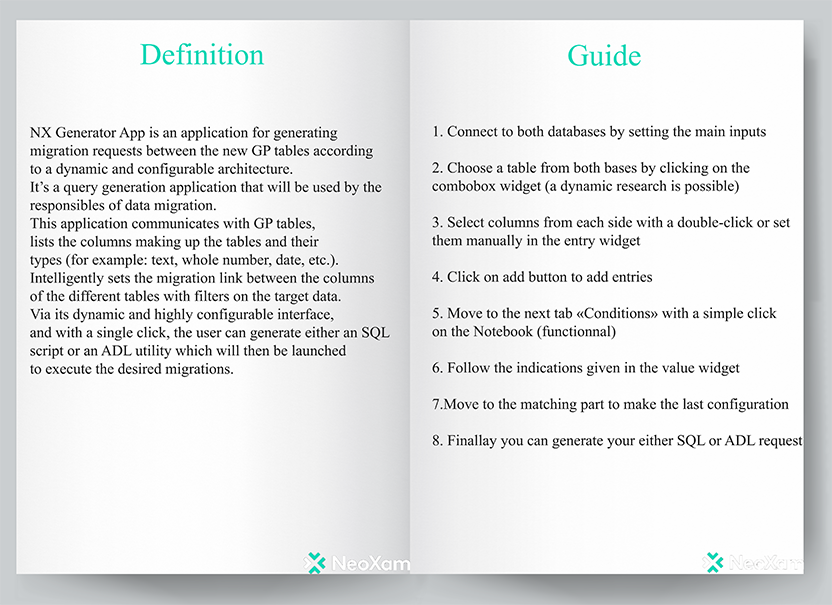 Definition
NX Generator App is an application for generating
migration requests between the new GP tables according
to a dynamic and configurable architecture.
It's a query generation application that will be used by the
responsibles of data migration.
This application communicates with GP tables,
lists the columns making up the tables and their
types (for example: text, whole number, date, etc.).
Intelligently sets the migration link between the columns
of the different tables with filters on the target data.
Via its dynamic and highly configurable interface,
and with a single click, the user can generate either an SQL
script or an ADL utility which will then be launched
to execute the desired migrations.
NeoXam
Guide
1. Connect to both databases by setting the main inputs
2. Choose a table from both bases by clicking on the
combobox widget (a dynamic research is possible)
3. Select columns from each side with a double-click or set
them manually in the entry widget
4. Click on add button to add entries
5. Move to the next tab «Conditions» with a simple click
on the Notebook (functionnal)
6. Follow the indications given in the value widget
7.Move to the matching part to make the last configuration
8. Finallay you can generate your either SQL or ADL request
NeoXam